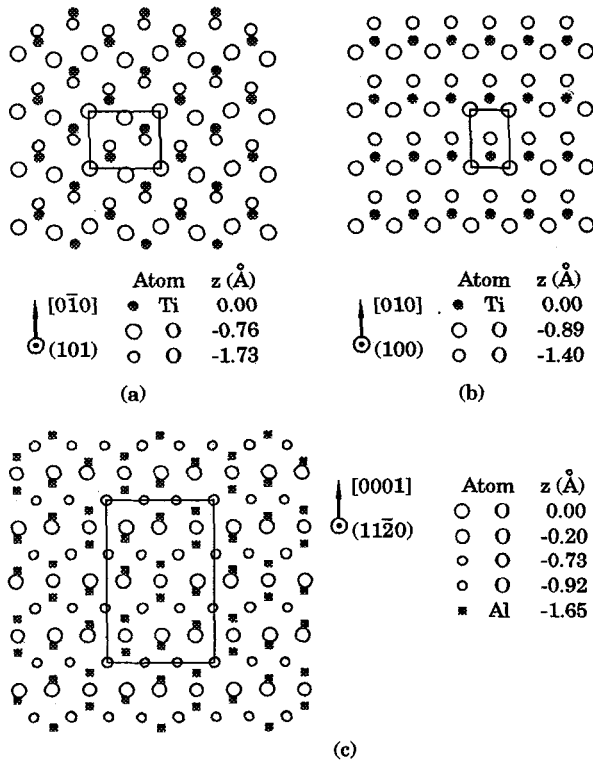 Atom z (Å)
[01̄0] Ti 0.00
O -0.76
(101) O -1.73
(a)
Atom z (Å)
[010] Ti 0.00
O -0.89
(100) O -1.40
(b)
[0001] Atom z (Å)
(112̄0) O 0.00
O -0.20
O -0.73
O -0.92
Al -1.65
(c)